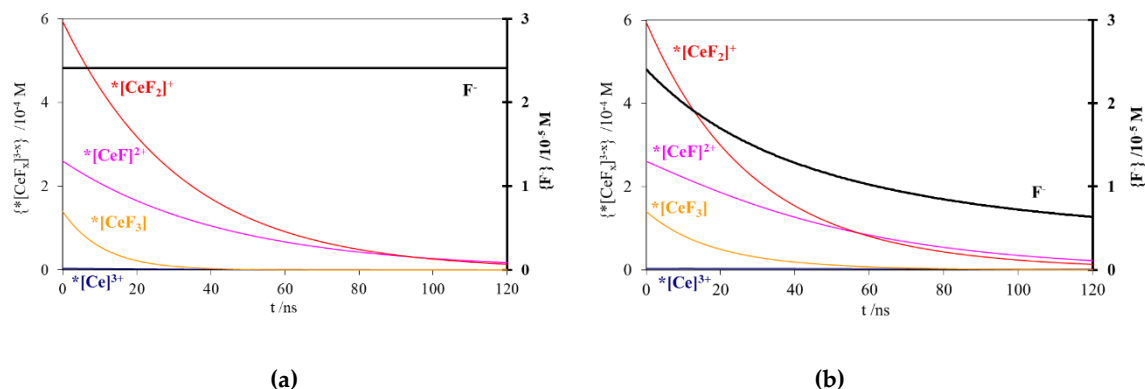 {*[CeFₓ]³⁻ˣ} /10⁻⁴ M
6
4
2
0
*[CeF₂]⁺
*[CeF]²⁺
*[CeF₃]
*[Ce]³⁺
F⁻
3
2
1
0
{F⁻} /10⁻⁵ M
0 20 40 60 80 100 120
t /ns
(a)
{*[CeFₓ]³⁻ˣ} /10⁻⁴ M
6
4
2
0
*[CeF₂]⁺
*[CeF]²⁺
*[CeF₃]
*[Ce]³⁺
F⁻
3
2
1
0
{F⁻} /10⁻⁵ M
0 20 40 60 80 100 120
t /ns
(b)